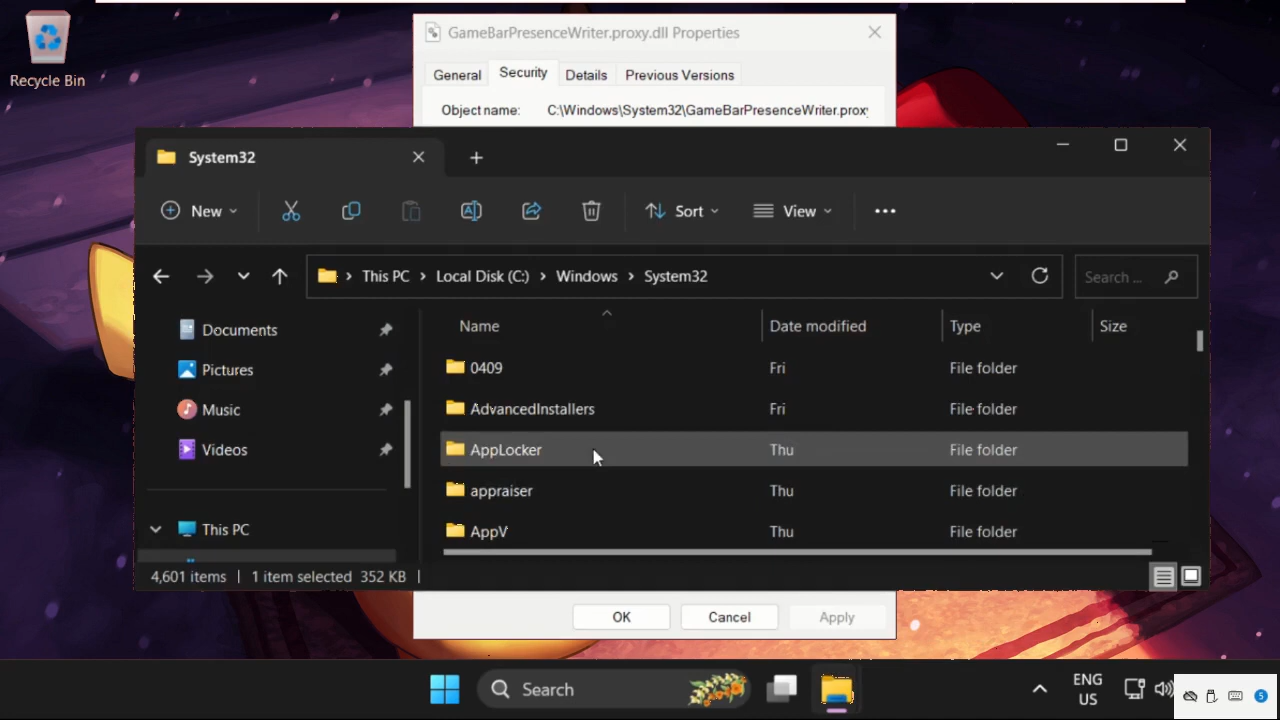 Recycle Bin
GameBarPresenceWriter.proxy.dll Properties
General Security Details Previous Versions
Object name: C:\Windows\System32\GameBarPresenceWriter.proxy
System32
New Sort View
This PC Local Disk (C:) Windows System32 Search ...
Name Date modified Type Size
Documents
Pictures
Music
Videos
This PC
0409 Fri File folder
AdvancedInstallers Fri File folder
AppLocker Thu File folder
appraiser Thu File folder
AppV Thu File folder
4,601 items 1 item selected 352 KB
OK Cancel Apply
Search
ENG
US
5